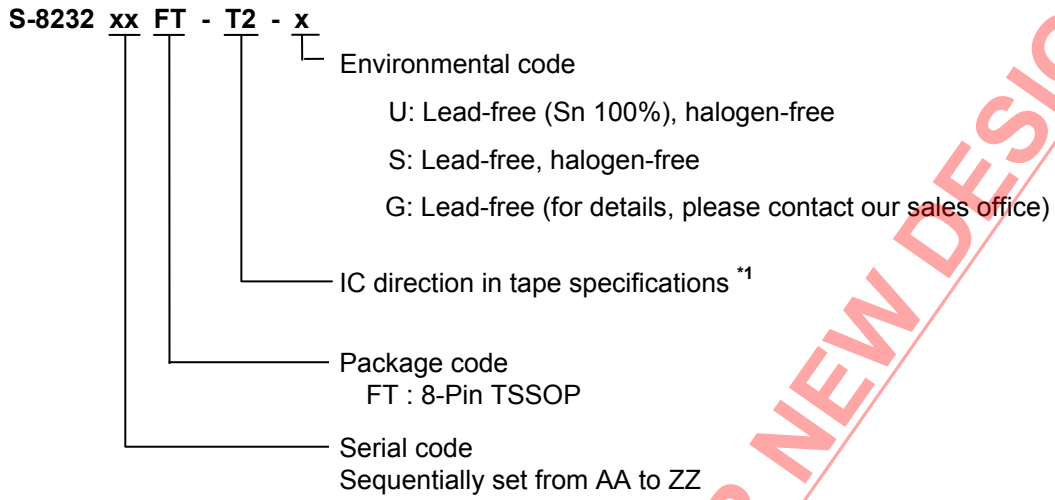 S-8232 xx FT - T2 - x
Environmental code
U: Lead-free (Sn 100%), halogen-free
S: Lead-free, halogen-free
G: Lead-free (for details, please contact our sales office)
IC direction in tape specifications *1
Package code
FT : 8-Pin TSSOP
Serial code
Sequentially set from AA to ZZ
NEW